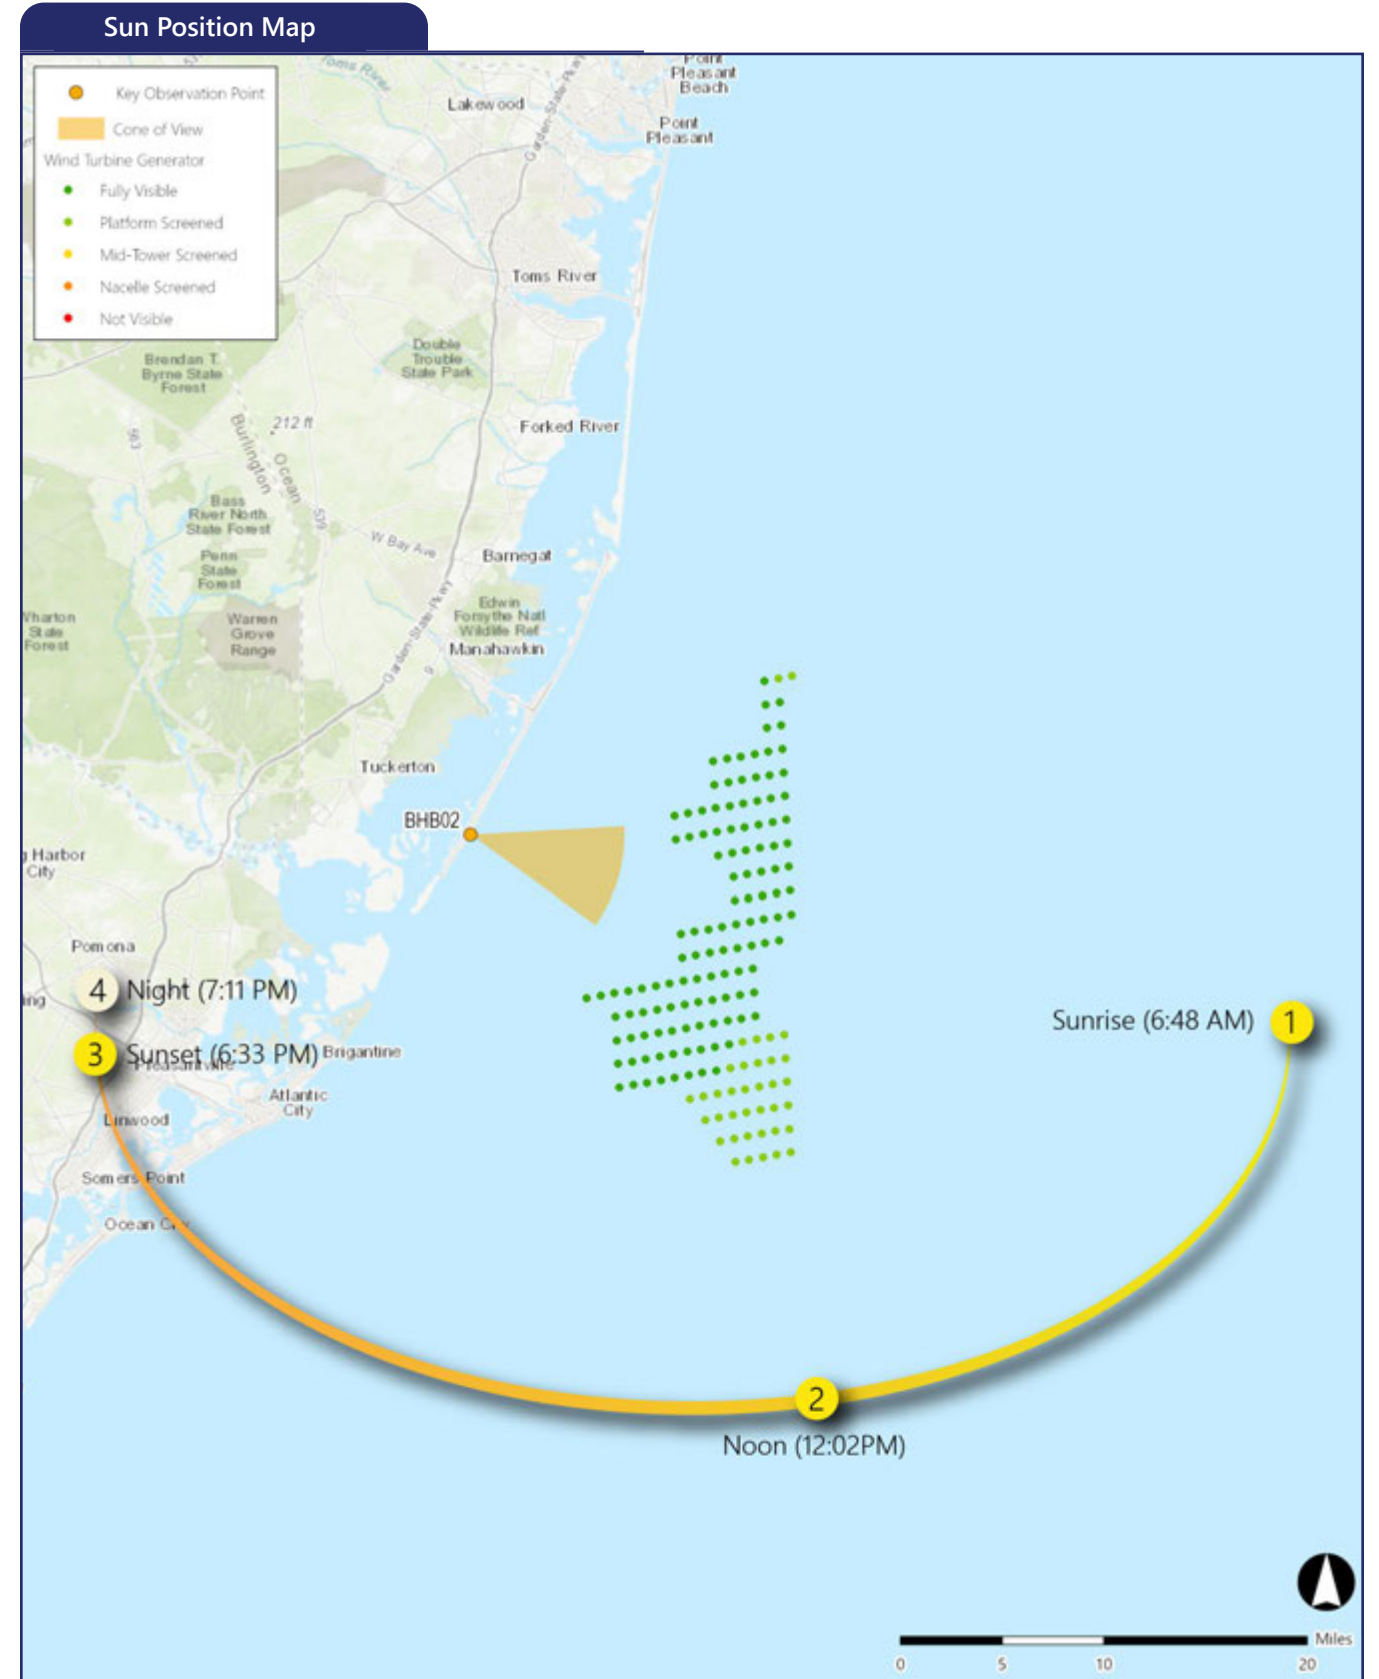 Sun Position Map
Key Observation Point
Cone of View
Wind Turbine Generator
Fully Visible
Platform Screened
Mid-Tower Screened
Nacelle Screened
Not Visible
Toms River
Garden-State-Pkwy
Lakewood
Point
Pleasant
Beach
Point
Pleasant
Toms River
Double
Trouble
State Park
Brendan T.
Byrne State
Forest
212 ft
Burlington
Ocean
563
539
Forked River
Bass
River North
State Forest
Penn
State
Forest
W Bay Ave
Barnegat
Edwin
Forsythe Natl
Wildlife Ref
Manahawkin
Garden-State-Pkwy
9
Wharton
State
Forest
Warren
Grove
Range
Tuckerton
BHB02
g Harbor
City
Pomona
4 Night (7:11 PM)
ing
3 Sunset (6:33 PM)
Brigantine
Pleasantville
Atlantic
City
Linwood
Somers Point
Ocean City
Sunrise (6:48 AM) 1
2
Noon (12:02PM)
Miles
0 5 10 20